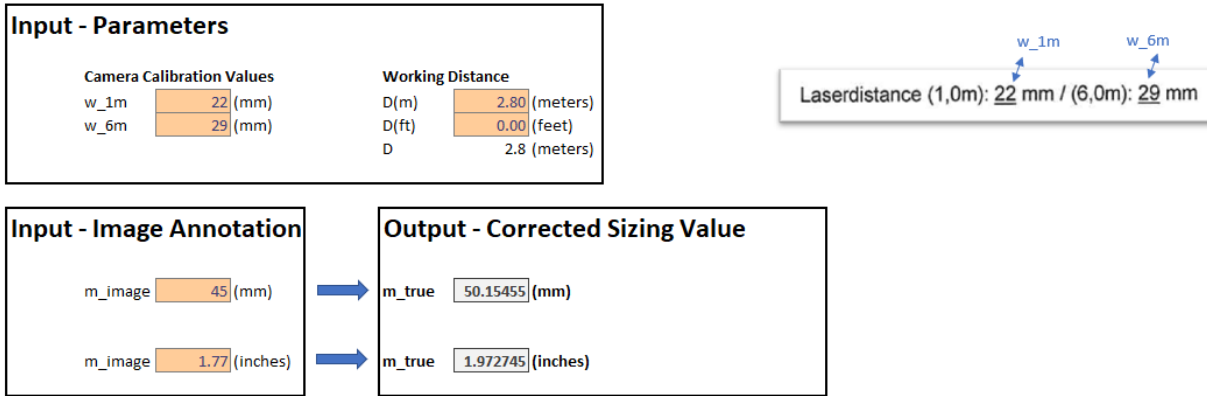 Input - Parameters
Camera Calibration Values
w_1m 22 (mm)
w_6m 29 (mm)
Working Distance
D(m) 2.80 (meters)
D(ft) 0.00 (feet)
D 2.8 (meters)
w_1m w_6m
Laserdistance (1,0m): 22 mm / (6,0m): 29 mm
Input - Image Annotation
m_image 45 (mm)
m_image 1.77 (inches)
Output - Corrected Sizing Value
m_true 50.15455 (mm)
m_true 1.972745 (inches)